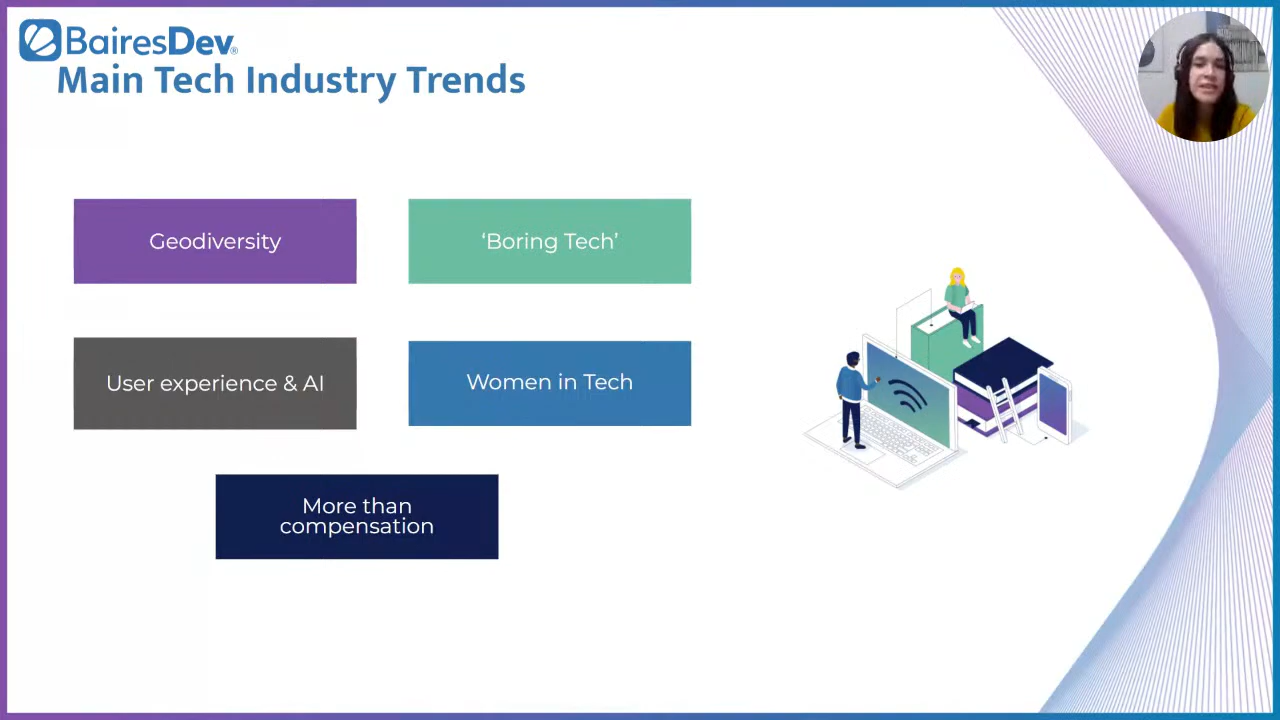 BairesDev®
Main Tech Industry Trends
Geodiversity
‘Boring Tech’
User experience & AI
Women in Tech
More than
compensation